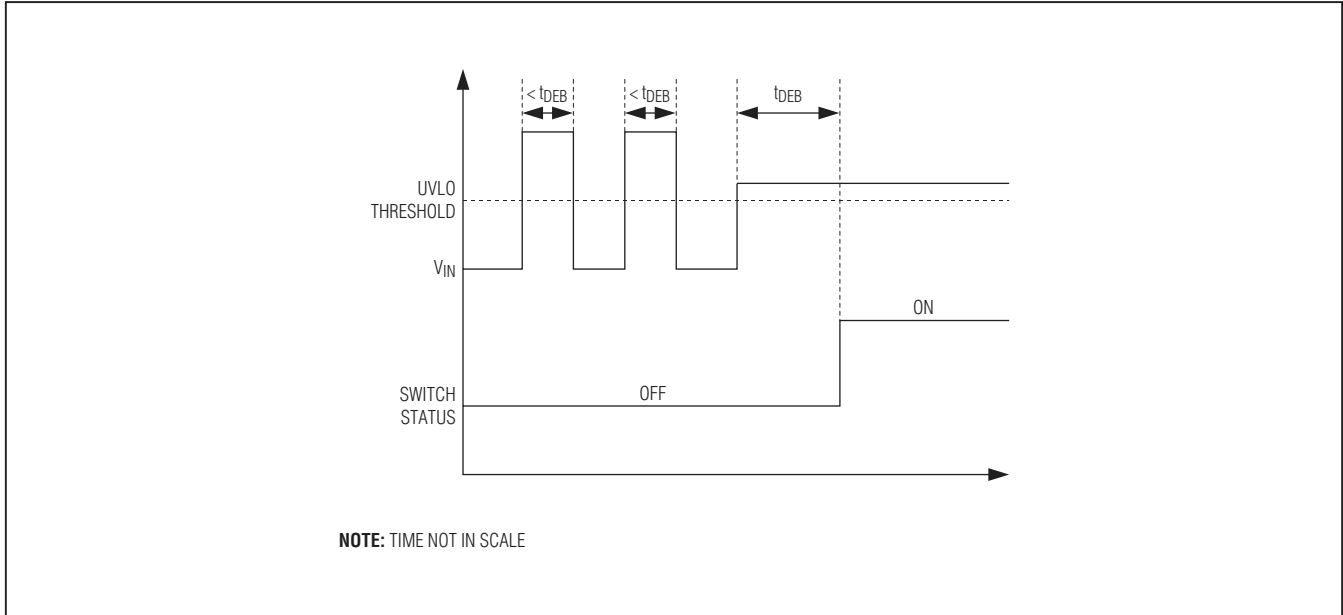 < tDEB
< tDEB
tDEB
UVLO
THRESHOLD
VIN
ON
OFF
SWITCH
STATUS
NOTE: TIME NOT IN SCALE